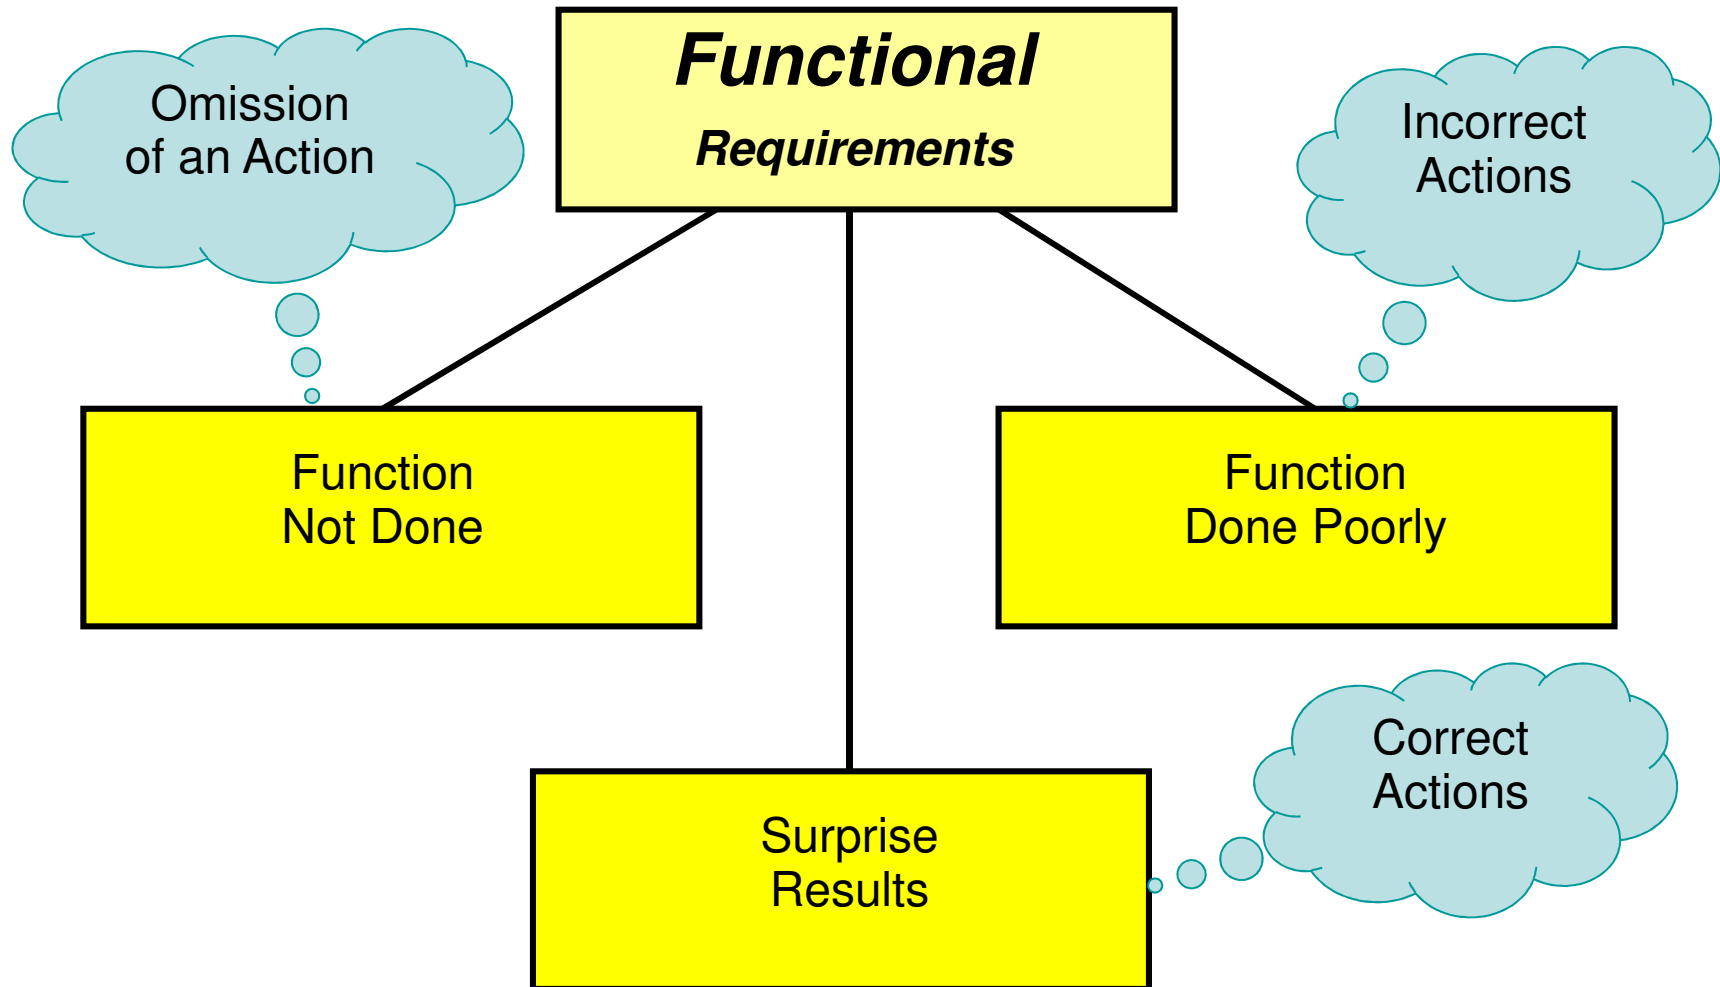 Functional
Requirements
Omission
of an Action
Incorrect
Actions
Function
Not Done
Function
Done Poorly
Surprise
Results
Correct
Actions